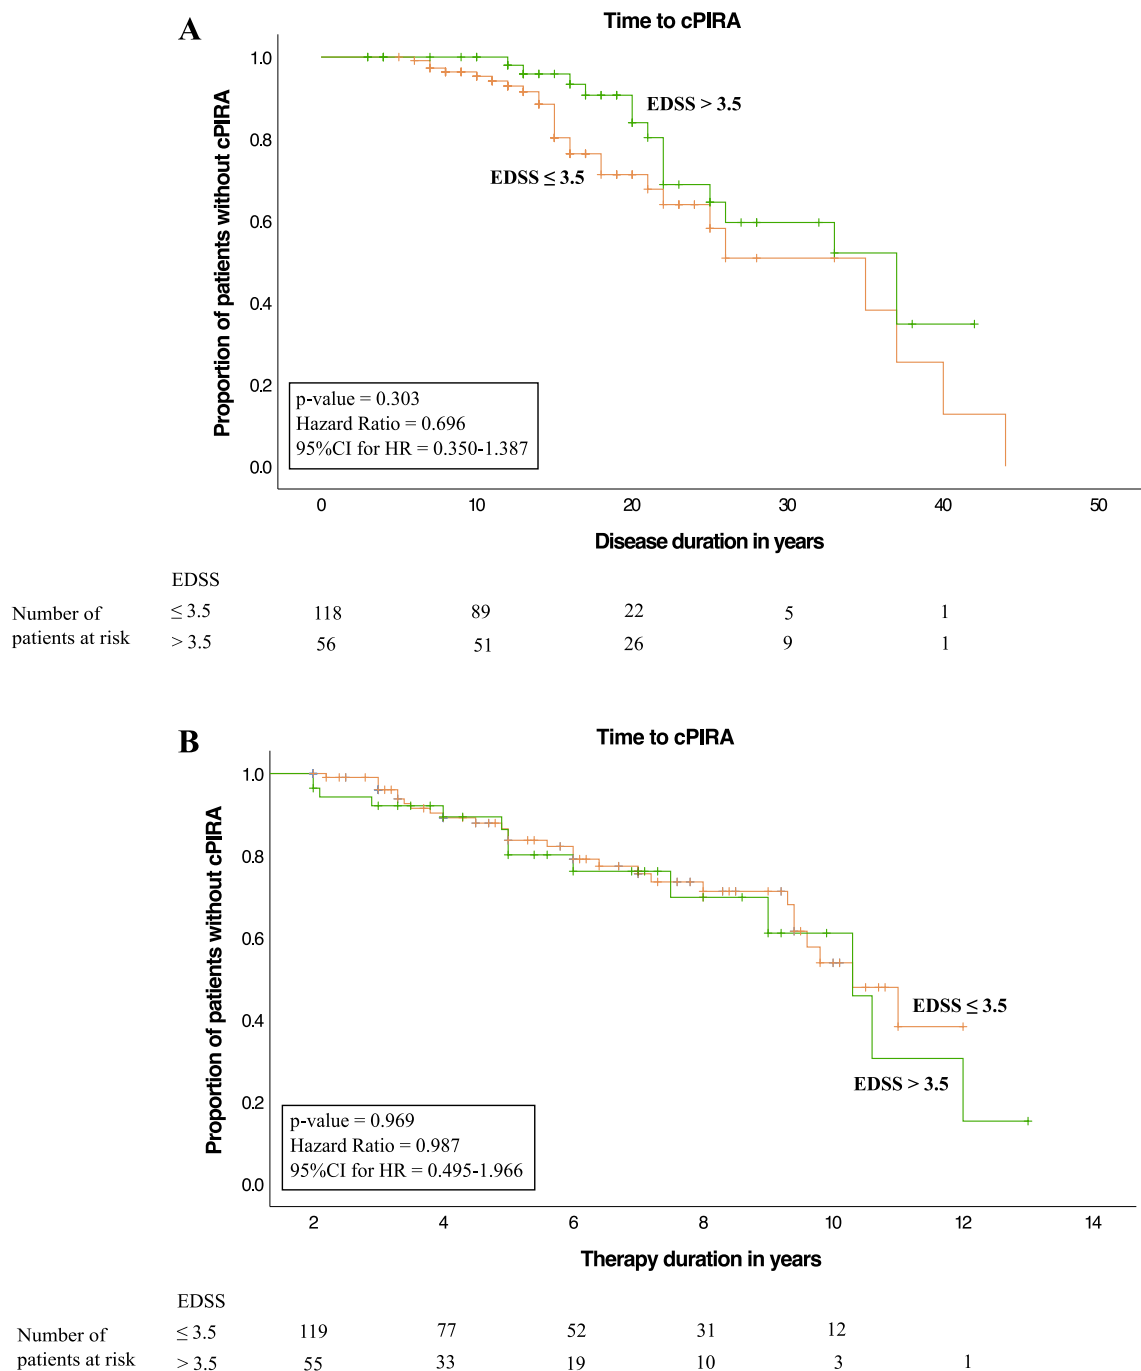 A
Time to cPIRA
Proportion of patients without cPIRA
1.0
0.8
0.6
0.4
0.2
0.0
EDSS > 3.5
EDSS ≤ 3.5
p-value = 0.303
Hazard Ratio = 0.696
95%CI for HR = 0.350-1.387
0 10 20 30 40 50
Disease duration in years
EDSS
Number of patients at risk
≤ 3.5 118 89 22 5 1
> 3.5 56 51 26 9 1
B
Time to cPIRA
Proportion of patients without cPIRA
1.0
0.8
0.6
0.4
0.2
0.0
EDSS ≤ 3.5
EDSS > 3.5
p-value = 0.969
Hazard Ratio = 0.987
95%CI for HR = 0.495-1.966
2 4 6 8 10 12 14
Therapy duration in years
EDSS
Number of patients at risk
≤ 3.5 119 77 52 31 12
> 3.5 55 33 19 10 3 1